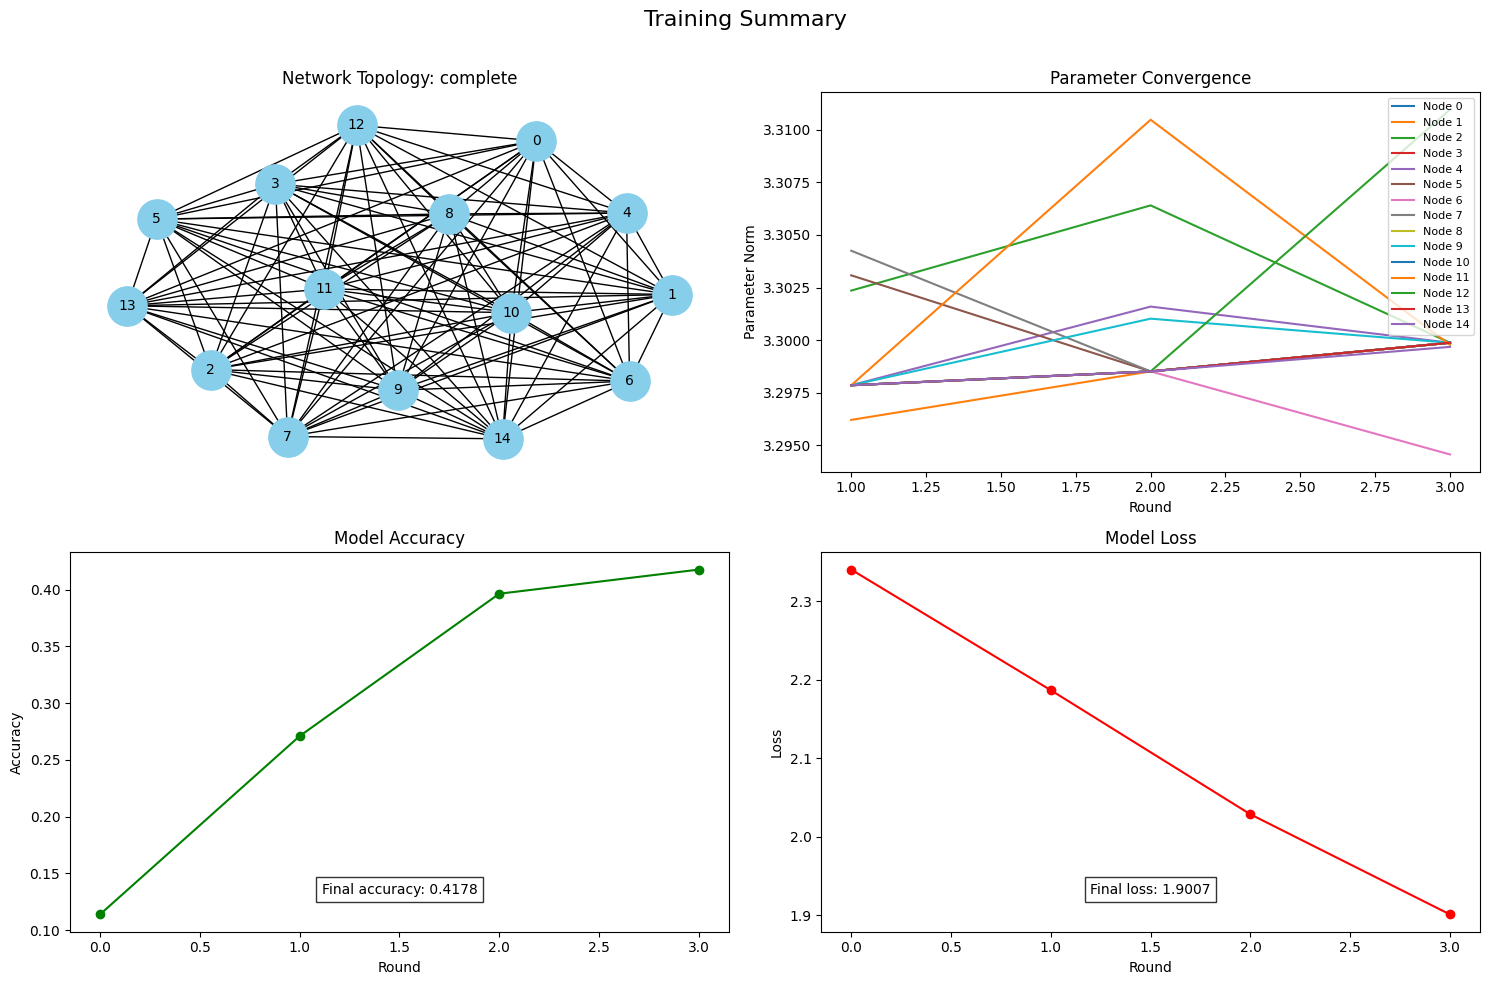 Training Summary
Network Topology: complete
12
0
3
8
4
5
11
1
13
10
2
9
6
7
14
Parameter Convergence
Parameter Norm
3.3100
3.3075
3.3050
3.3025
3.3000
3.2975
3.2950
1.00
1.25
1.50
1.75
2.00
2.25
2.50
2.75
3.00
Round
Node 0
Node 1
Node 2
Node 3
Node 4
Node 5
Node 6
Node 7
Node 8
Node 9
Node 10
Node 11
Node 12
Node 13
Node 14
Model Accuracy
Accuracy
0.40
0.35
0.30
0.25
0.20
0.15
0.10
Final accuracy: 0.4178
0.0
0.5
1.0
1.5
2.0
2.5
3.0
Round
Model Loss
Loss
2.3
2.2
2.1
2.0
1.9
Final loss: 1.9007
0.0
0.5
1.0
1.5
2.0
2.5
3.0
Round